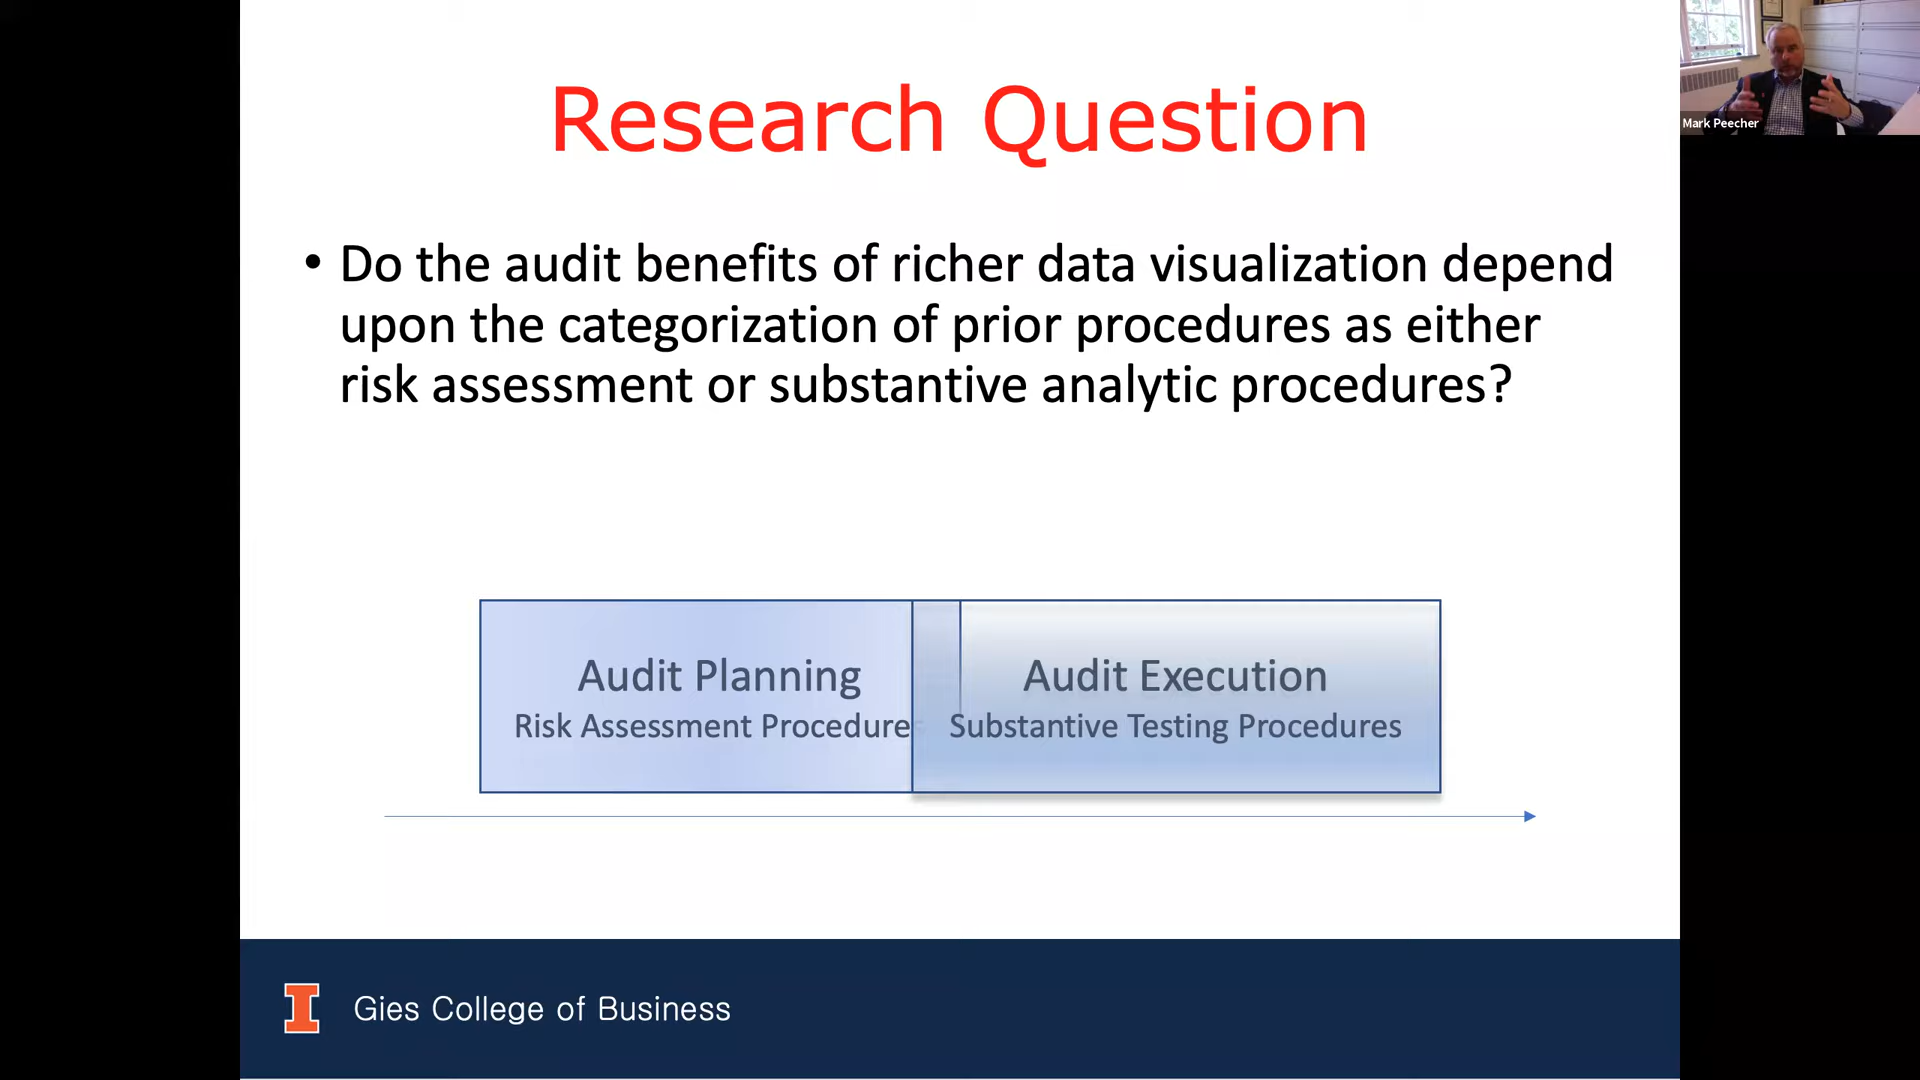 Research Question
Mark Peecher
• Do the audit benefits of richer data visualization depend
upon the categorization of prior procedures as either
risk assessment or substantive analytic procedures?
Audit Planning
Risk Assessment Procedures
Audit Execution
Substantive Testing Procedures
I
Gies College of Business